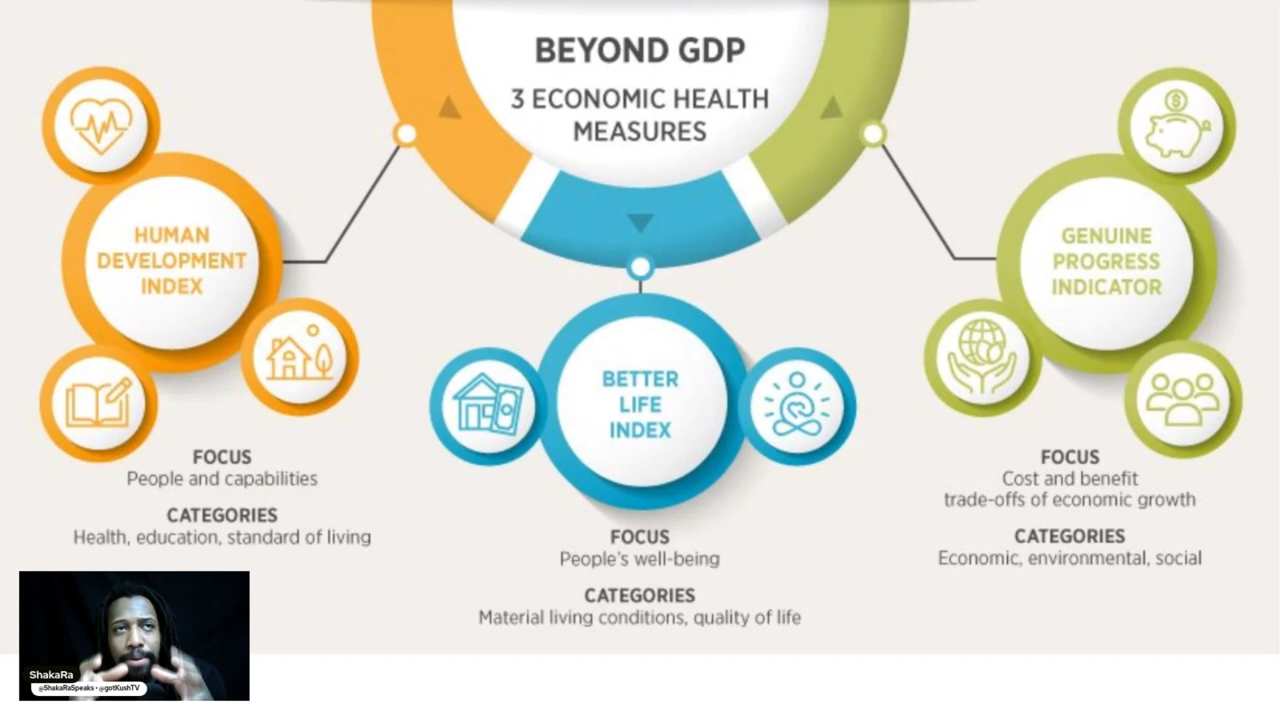 BEYOND GDP
3 ECONOMIC HEALTH
MEASURES
HUMAN
DEVELOPMENT
INDEX
FOCUS
People and capabilities
CATEGORIES
Health, education, standard of living
BETTER
LIFE
INDEX
FOCUS
People's well-being
CATEGORIES
Material living conditions, quality of life
GENUINE
PROGRESS
INDICATOR
FOCUS
Cost and benefit
trade-offs of economic growth
CATEGORIES
Economic, environmental, social
ShakaRa
@ShakaRaSpeaks • @gotKushTV